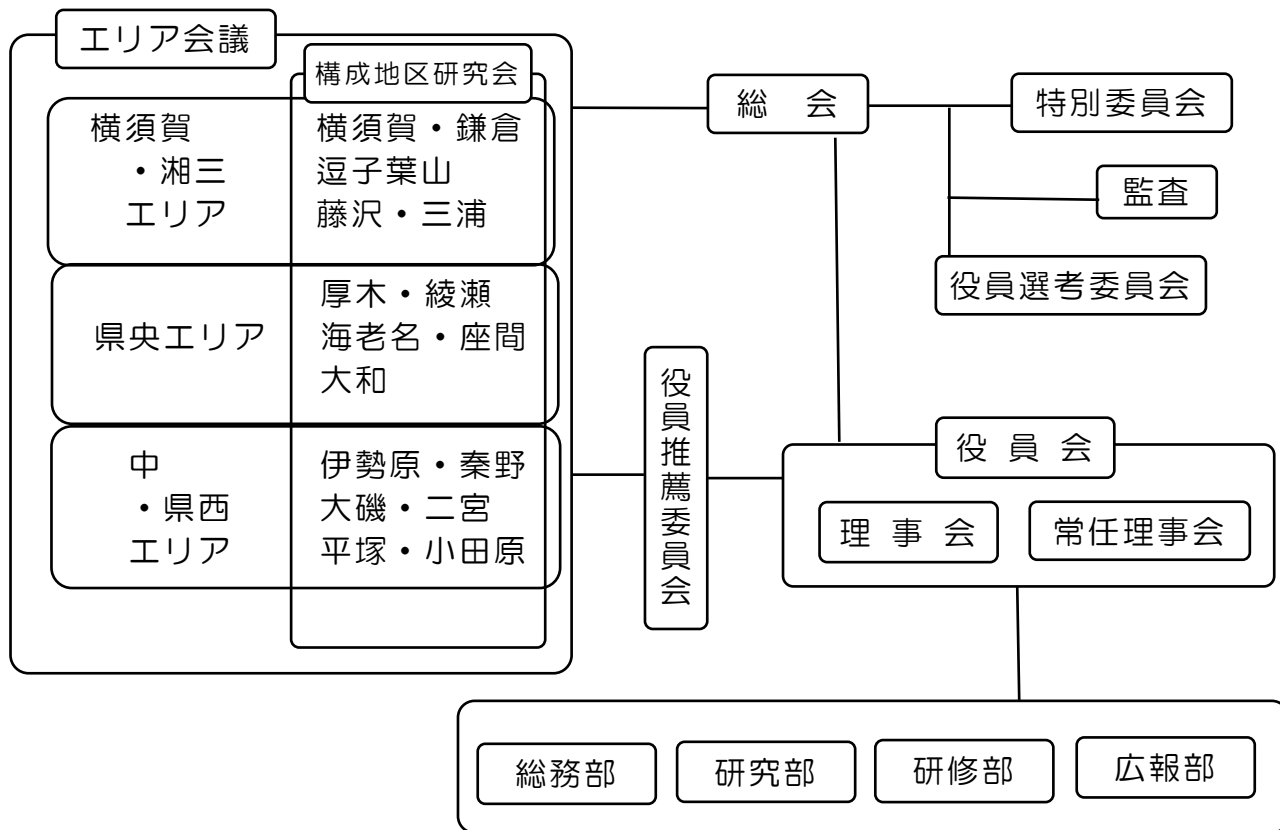 エリア会議
構成地区研究会
横須賀
・湘三
エリア
横須賀・鎌倉
逗子葉山
藤沢・三浦
県央エリア
厚木・綾瀬
海老名・座間
大和
中
・県西
エリア
伊勢原・秦野
大磯・二宮
平塚・小田原
総　会
特別委員会
監査
役員選考委員会
役員推薦委員会
役 員 会
理 事 会
常任理事会
総務部
研究部
研修部
広報部